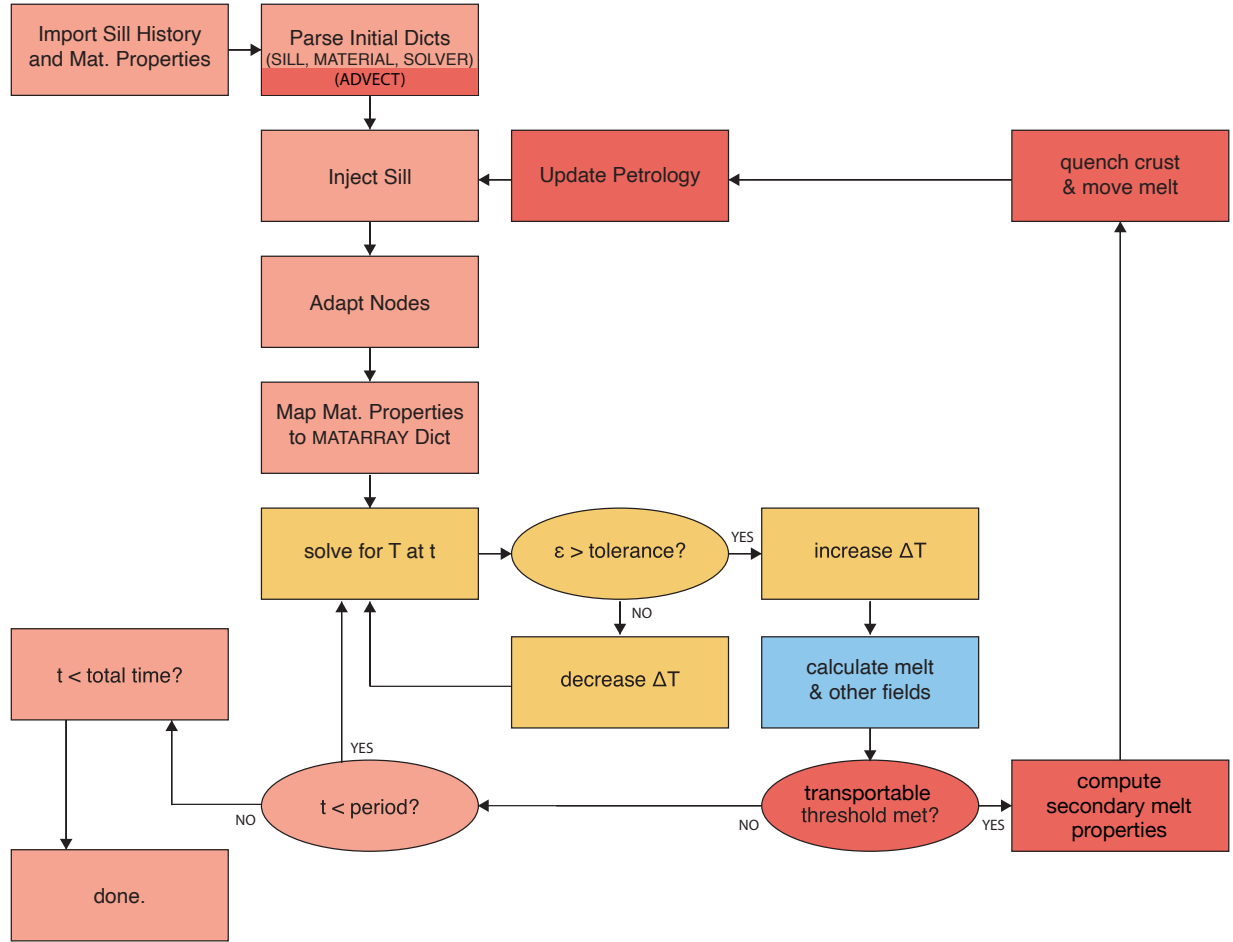 Import Sill History
and Mat. Properties
Parse Initial Dicts
(SILL, MATERIAL, SOLVER)
(ADVECT)
Inject Sill
Update Petrology
quench crust
& move melt
Adapt Nodes
Map Mat. Properties
to MATARRAY Dict
solve for T at t
ε > tolerance?
YES
increase ΔT
NO
t < total time?
decrease ΔT
calculate melt
& other fields
YES
t < period?
NO
transportable
threshold met?
NO
YES
compute
secondary melt
properties
done.